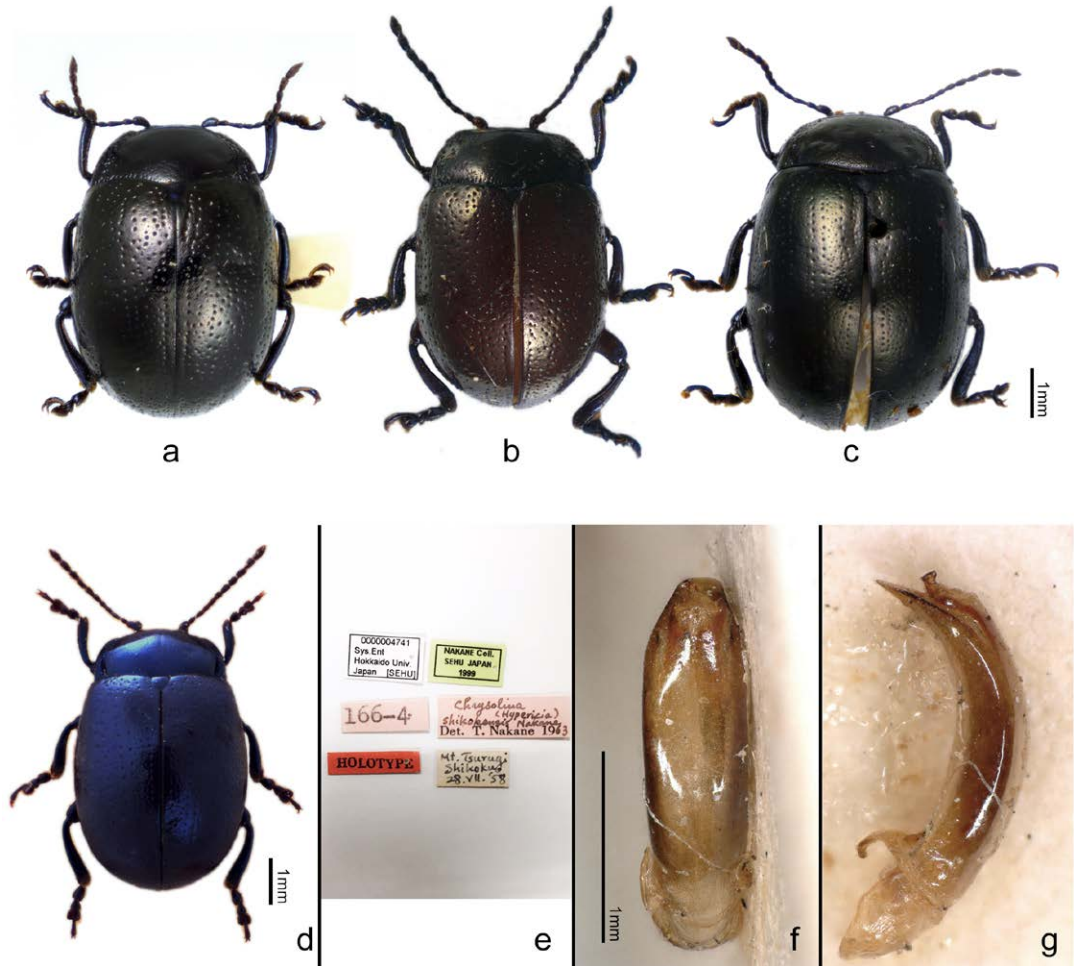 a
b
c
1mm
d
1mm
0000004741
Sys.Ent
Hokkaido Univ.
Japan [SEHU]
NAKANE Coll.
SEHU JAPAN
1999
166-4
Chrysolina
(Hypericia)
shikokensis Nakane
Det. T. Nakane 1963
HOLOTYPE
Mt. Tsurugi
Shikoku
28.VII.'58
e
1mm
f
g